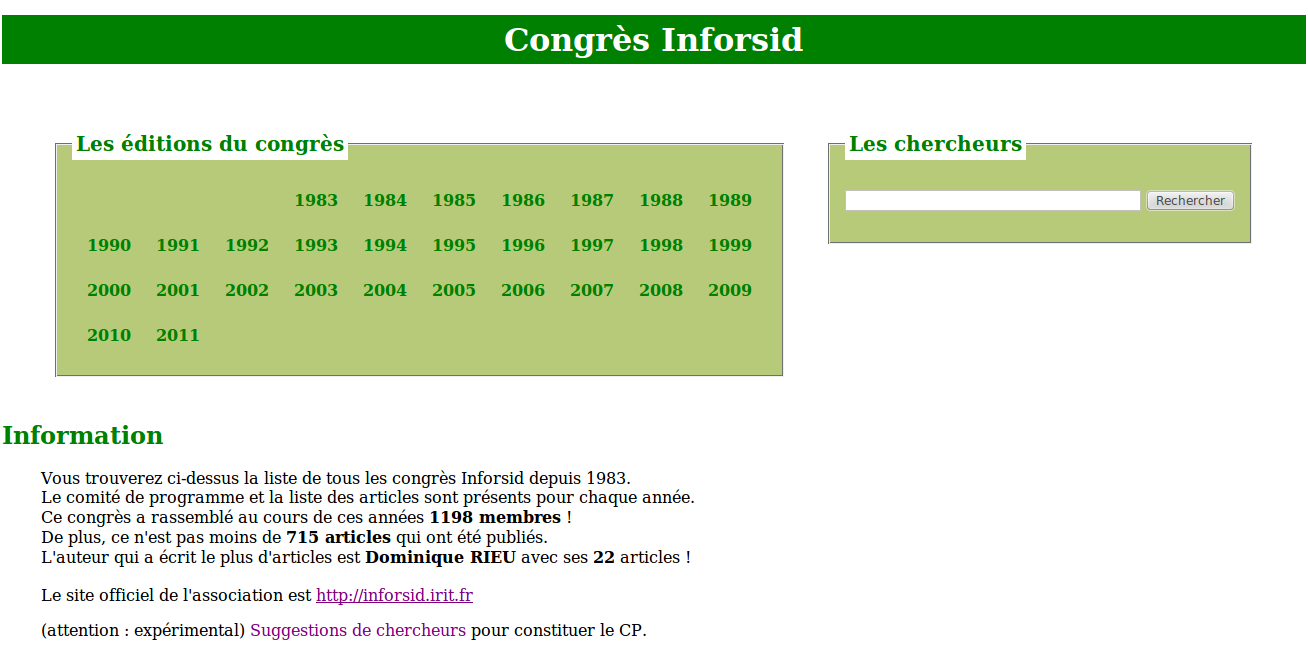 Congrès Inforsid
Les éditions du congrès
1983 1984 1985 1986 1987 1988 1989
1990 1991 1992 1993 1994 1995 1996 1997 1998 1999
2000 2001 2002 2003 2004 2005 2006 2007 2008 2009
2010 2011
Les chercheurs
Rechercher
Information
Vous trouverez ci-dessus la liste de tous les congrès Inforsid depuis 1983.
Le comité de programme et la liste des articles sont présents pour chaque année.
Ce congrès a rassemblé au cours de ces années 1198 membres !
De plus, ce n'est pas moins de 715 articles qui ont été publiés.
L'auteur qui a écrit le plus d'articles est Dominique RIEU avec ses 22 articles !
Le site officiel de l'association est http://inforsid.irit.fr
(attention : expérimental) Suggestions de chercheurs pour constituer le CP.